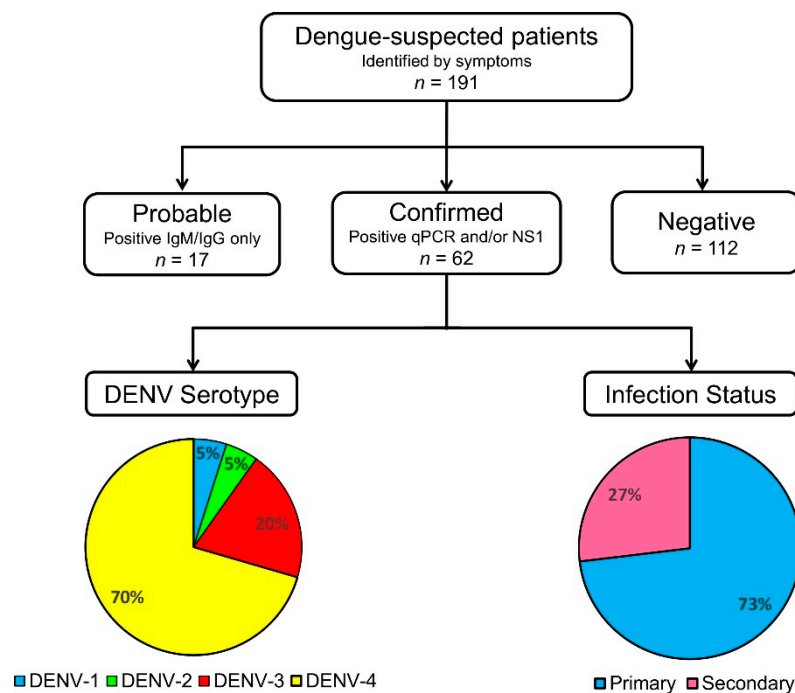 Dengue-suspected patients
Identified by symptoms
n = 191
Probable
Positive IgM/IgG only
n = 17
Confirmed
Positive qPCR and/or NS1
n = 62
Negative
n = 112
DENV Serotype
Infection Status
5%
5%
20%
70%
27%
73%
DENV-1 DENV-2 DENV-3 DENV-4
Primary Secondary